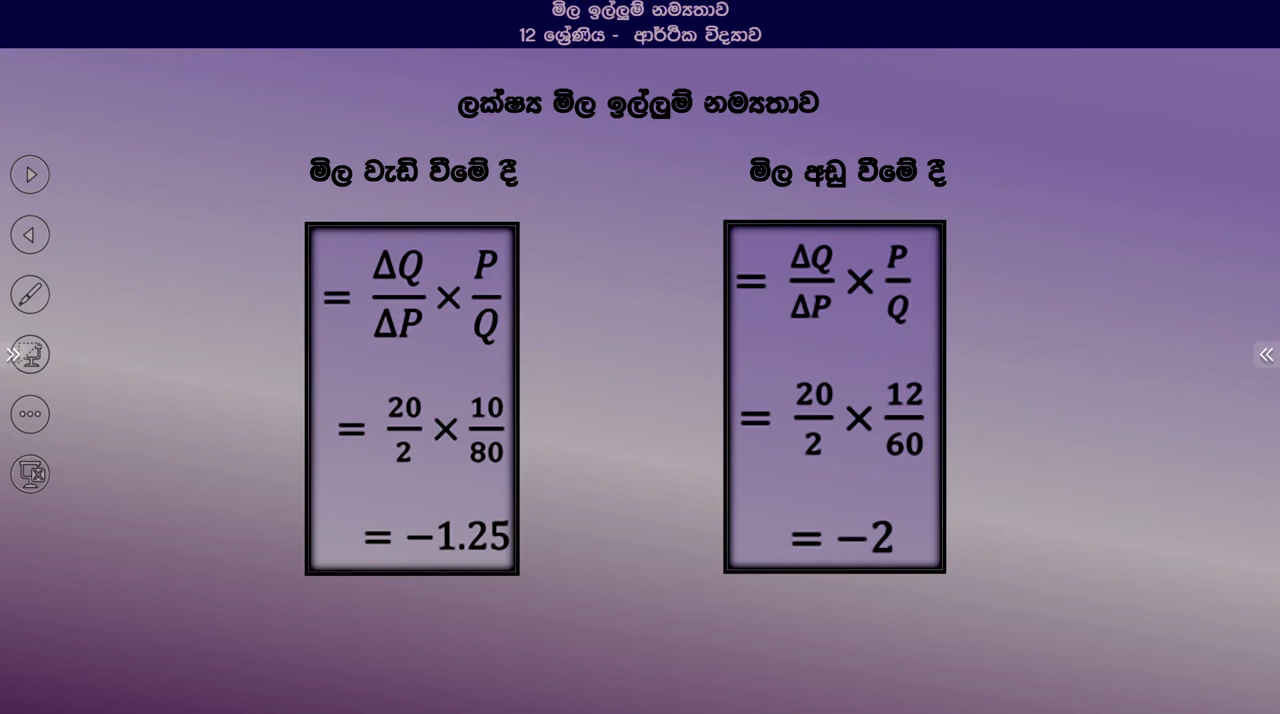 මිල ඉල්ලුම් නම්‍යතාව
12 ශ්‍රේණිය - ආර්ථික විද්‍යාව
ලක්ෂ්‍ය මිල ඉල්ලුම් නම්‍යතාව
මිල වැඩි වීමේ දී
= ΔQ/ΔP × P/Q
= 20/2 × 10/80
= −1.25
මිල අඩු වීමේ දී
= ΔQ/ΔP × P/Q
= 20/2 × 12/60
= −2